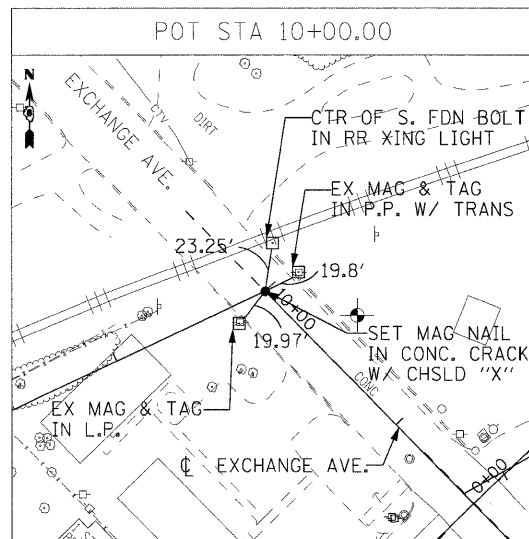 POT STA 10+00.00
N
EXCHANGE AVE.
CTV
DIRT
CTR OF S. FDN BOLT
IN RR XING LIGHT
EX MAG & TAG
IN P.P. W/ TRANS
23.25'
19.8'
10+00
19.97'
SET MAG NAIL
IN CONC. CRACK
W/ CHSLD "X"
CONC
EX MAG & TAG
IN L.P.
℄ EXCHANGE AVE.
0+00